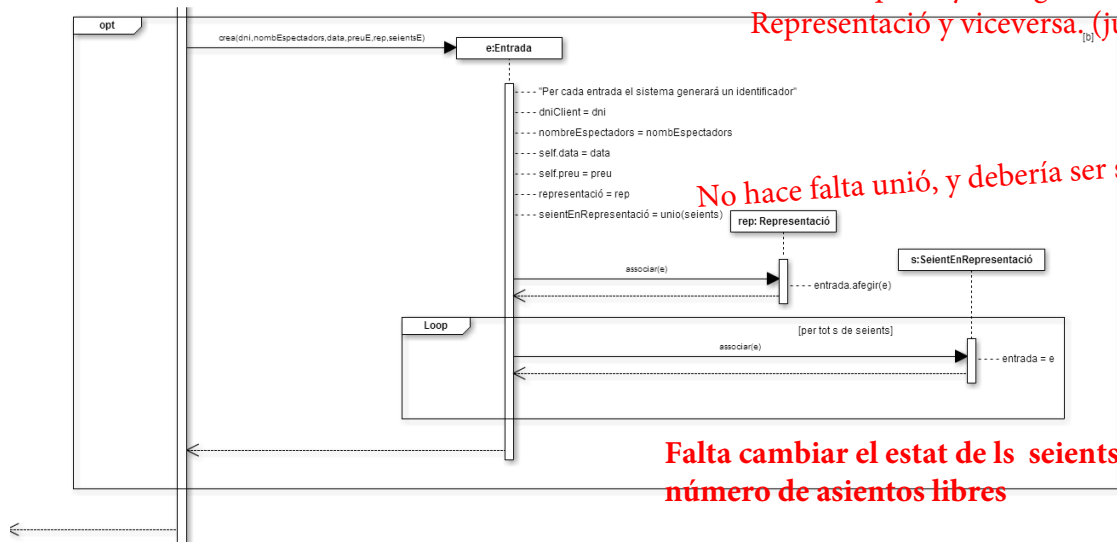 Representació y viceversa. (ju
opt
[b]
crea(dni,nombEspectadors,data,preuE,rep,seientsE)
e:Entrada
"Per cada entrada el sistema generará un identificador"
dniClient = dni
nombreEspectadors = nombEspectadors
self.data = data
self.preu = preu
representació = rep
seientEnRepresentació = unio(seients)
No hace falta unió, y debería ser s
rep: Representació
s:SeientEnRepresentació
associar(e)
entrada.afegir(e)
Loop
[per tot s de seients]
associar(e)
entrada = e
Falta cambiar el estat de ls seients
número de asientos libres